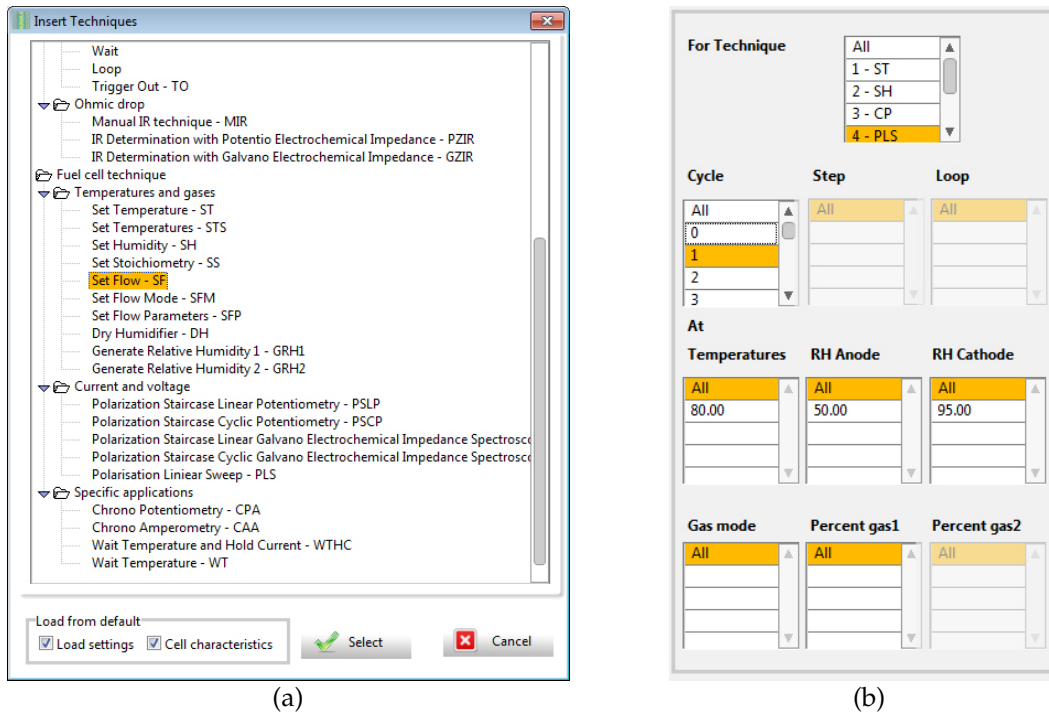 Insert Techniques
Wait
Loop
Trigger Out - TO
Ohmic drop
Manual IR technique - MIR
IR Determination with Potentio Electrochemical Impedance - PZIR
IR Determination with Galvano Electrochemical Impedance - GZIR
Fuel cell technique
Temperatures and gases
Set Temperature - ST
Set Temperatures - STS
Set Humidity - SH
Set Stoichiometry - SS
Set Flow - SF
Set Flow Mode - SFM
Set Flow Parameters - SFP
Dry Humidifier - DH
Generate Relative Humidity 1 - GRH1
Generate Relative Humidity 2 - GRH2
Current and voltage
Polarization Staircase Linear Potentiometry - PSLP
Polarization Staircase Cyclic Potentiometry - PSCP
Polarization Staircase Linear Galvano Electrochemical Impedance Spectrosc
Polarization Staircase Cyclic Galvano Electrochemical Impedance Spectrosc
Polarisation Liniear Sweep - PLS
Specific applications
Chrono Potentiometry - CPA
Chrono Amperometry - CAA
Wait Temperature and Hold Current - WTHC
Wait Temperature - WT
Load from default
Load settings Cell characteristics Select Cancel
(a)
For Technique
All
1 - ST
2 - SH
3 - CP
4 - PLS
Cycle Step Loop
All All All
0
1
2
3
At
Temperatures RH Anode RH Cathode
All All All
80.00 50.00 95.00
Gas mode Percent gas1 Percent gas2
All All All
(b)